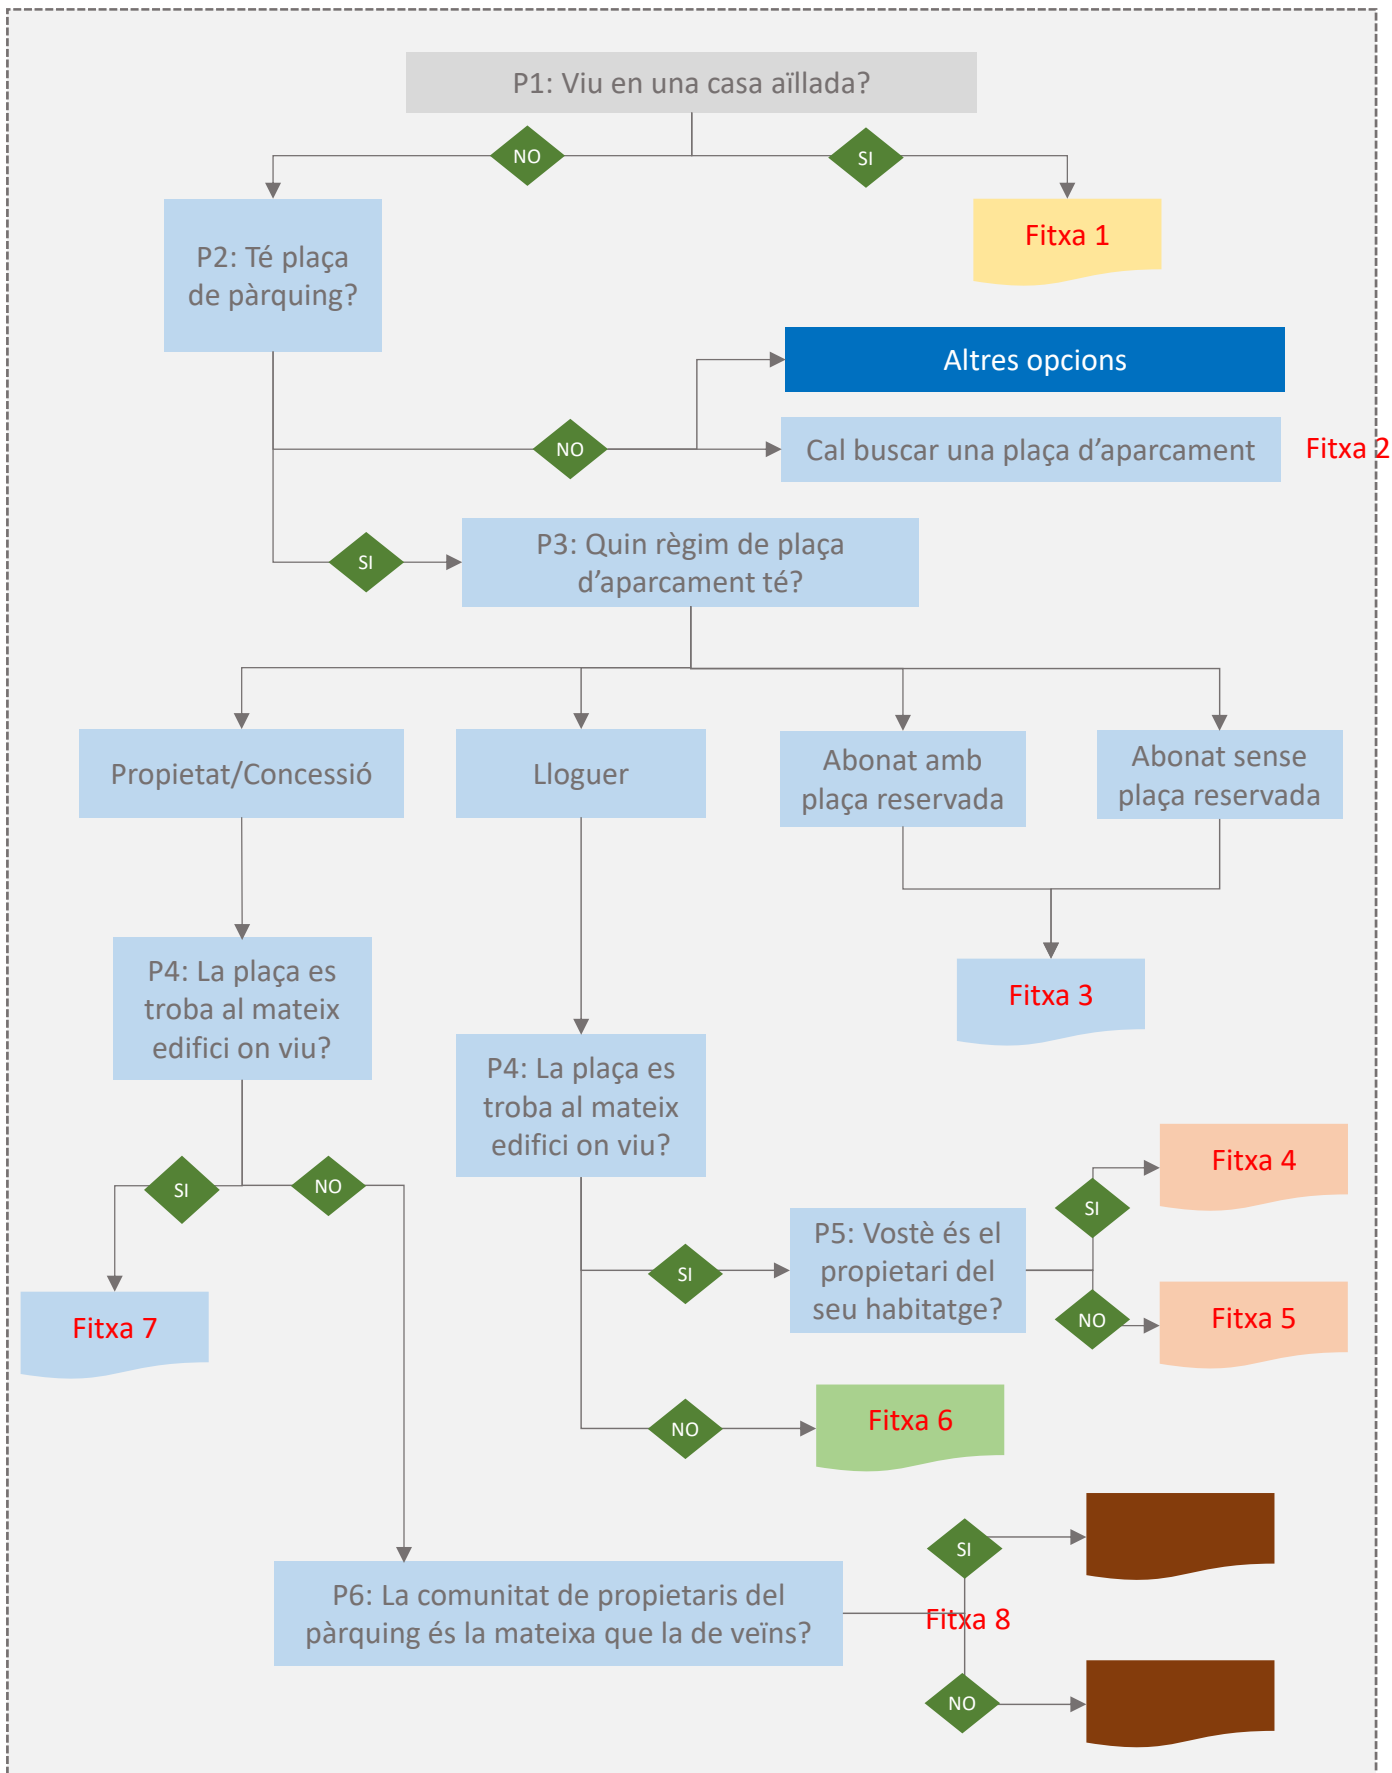 P1: Viu en una casa aïllada?
NO
SI
P2: Té plaça
de pàrquing?
Fitxa 1
Altres opcions
NO
Cal buscar una plaça d’aparcament
Fitxa 2
SI
P3: Quin règim de plaça
d’aparcament té?
Propietat/Concessió
Lloguer
Abonat amb
plaça reservada
Abonat sense
plaça reservada
P4: La plaça es
troba al mateix
edifici on viu?
Fitxa 3
P4: La plaça es
troba al mateix
edifici on viu?
SI
NO
Fitxa 7
SI
P5: Vostè és el
propietari del
seu habitatge?
SI
Fitxa 4
NO
Fitxa 5
NO
Fitxa 6
P6: La comunitat de propietaris del
pàrquing és la mateixa que la de veïns?
SI
Fitxa 8
NO